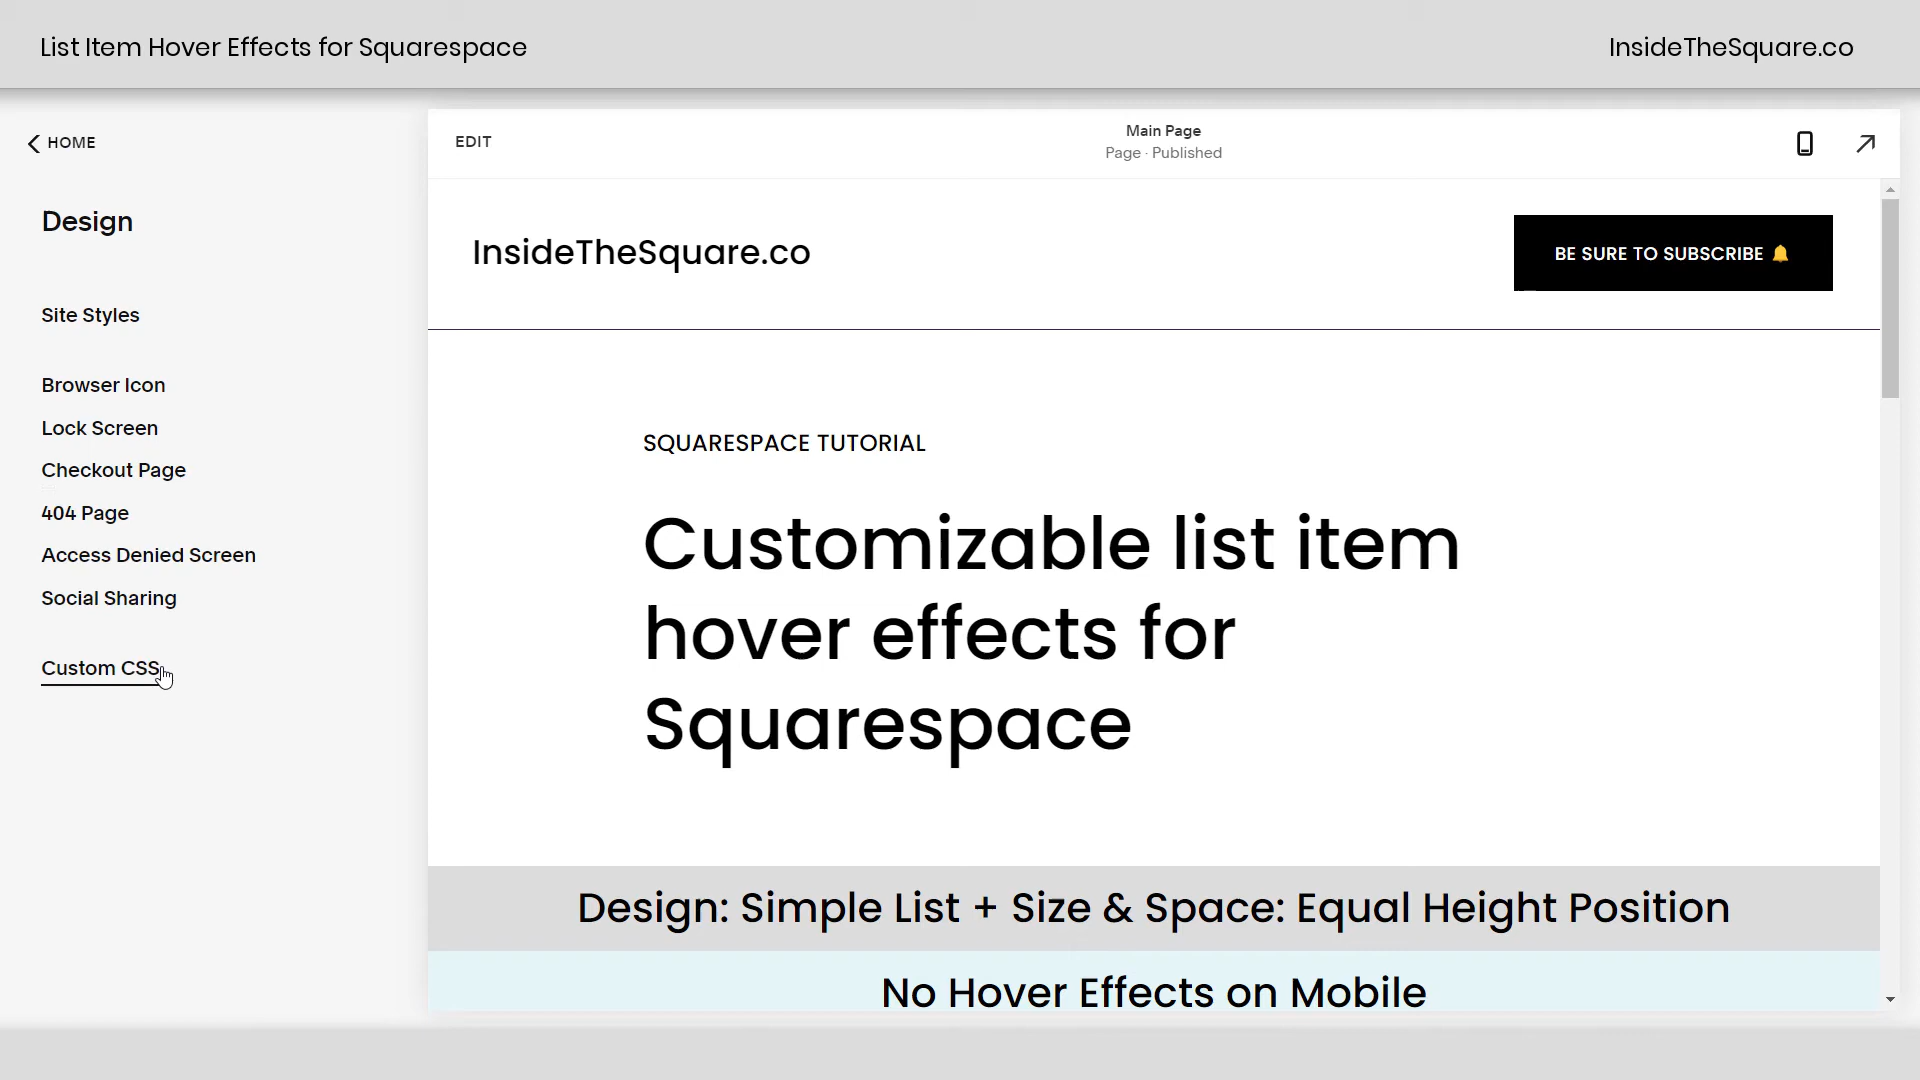 List Item Hover Effects for Squarespace
InsideTheSquare.co
HOME
Design
Site Styles
Browser Icon
Lock Screen
Checkout Page
404 Page
Access Denied Screen
Social Sharing
Custom CSS
EDIT
Main Page
Page · Published
InsideTheSquare.co
BE SURE TO SUBSCRIBE 🔔
SQUARESPACE TUTORIAL
Customizable list item
hover effects for
Squarespace
Design: Simple List + Size & Space: Equal Height Position
No Hover Effects on Mobile